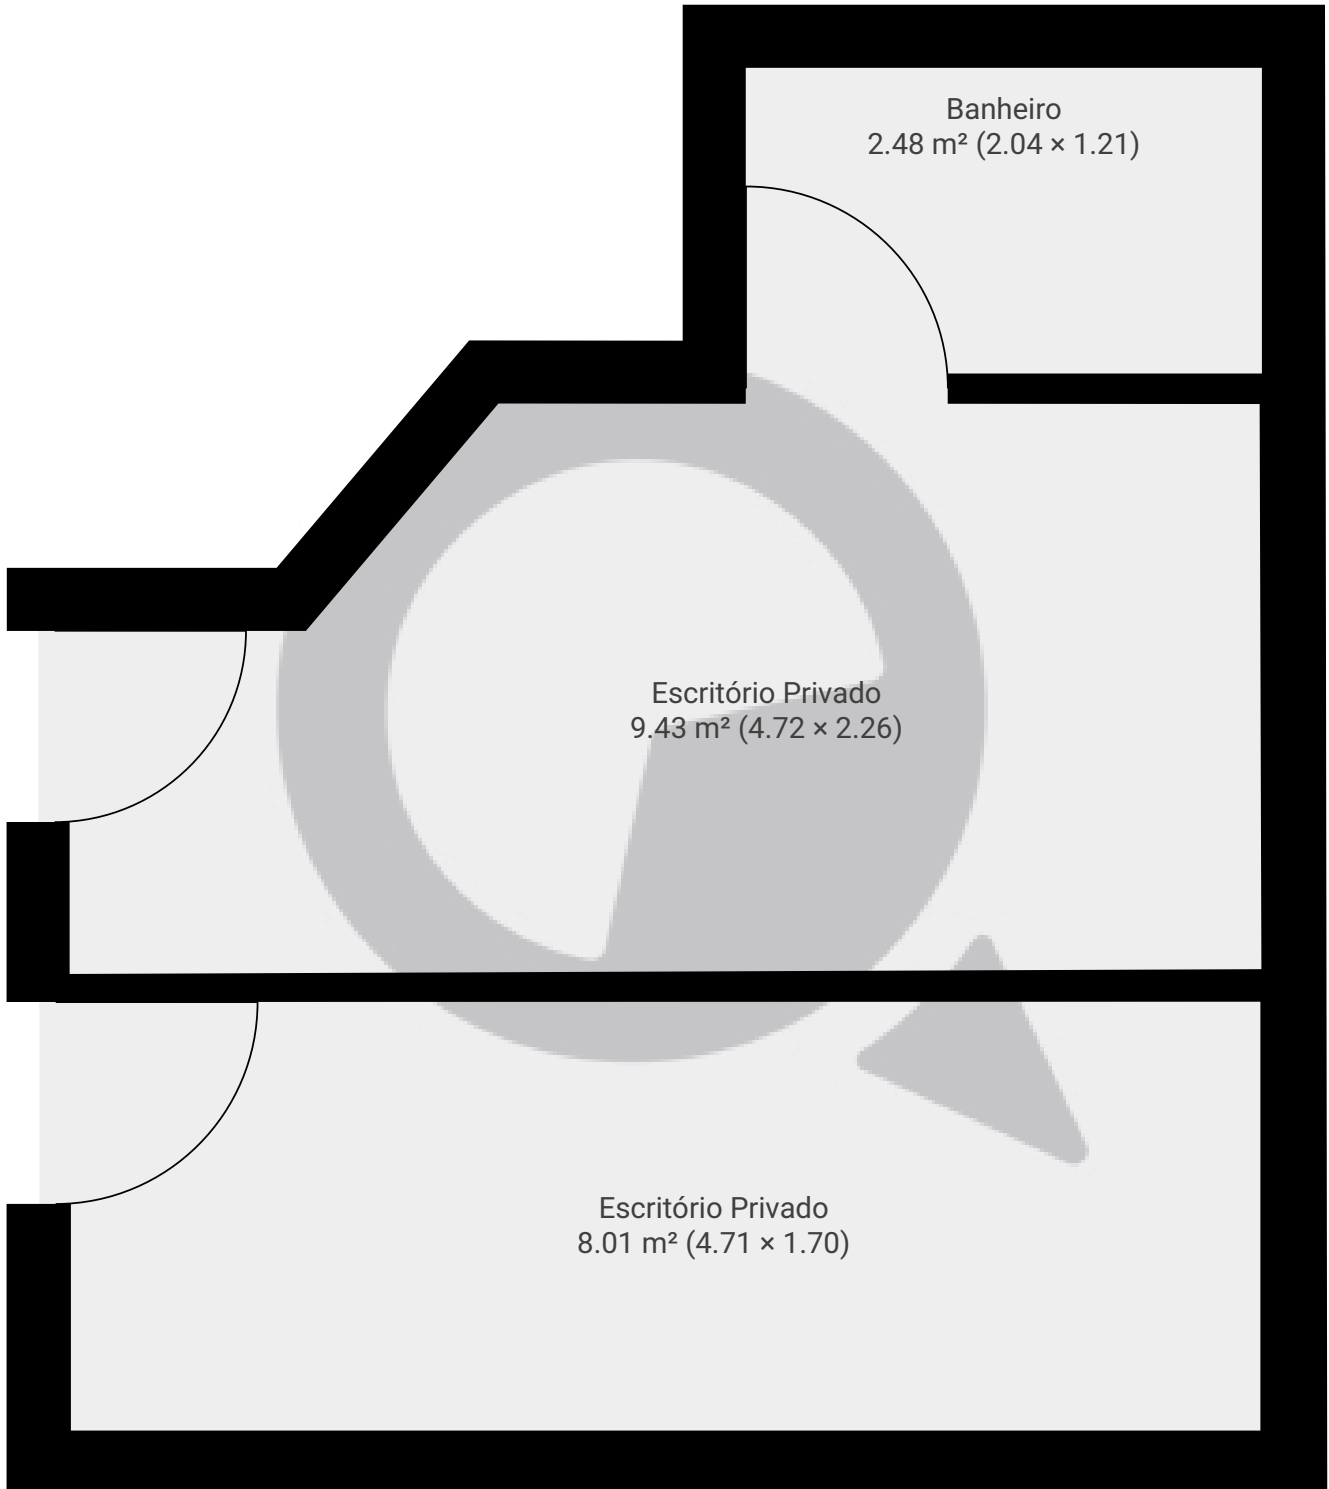 Banheiro
2.48 m² (2.04 × 1.21)
Escritório Privado
9.43 m² (4.72 × 2.26)
Escritório Privado
8.01 m² (4.71 × 1.70)